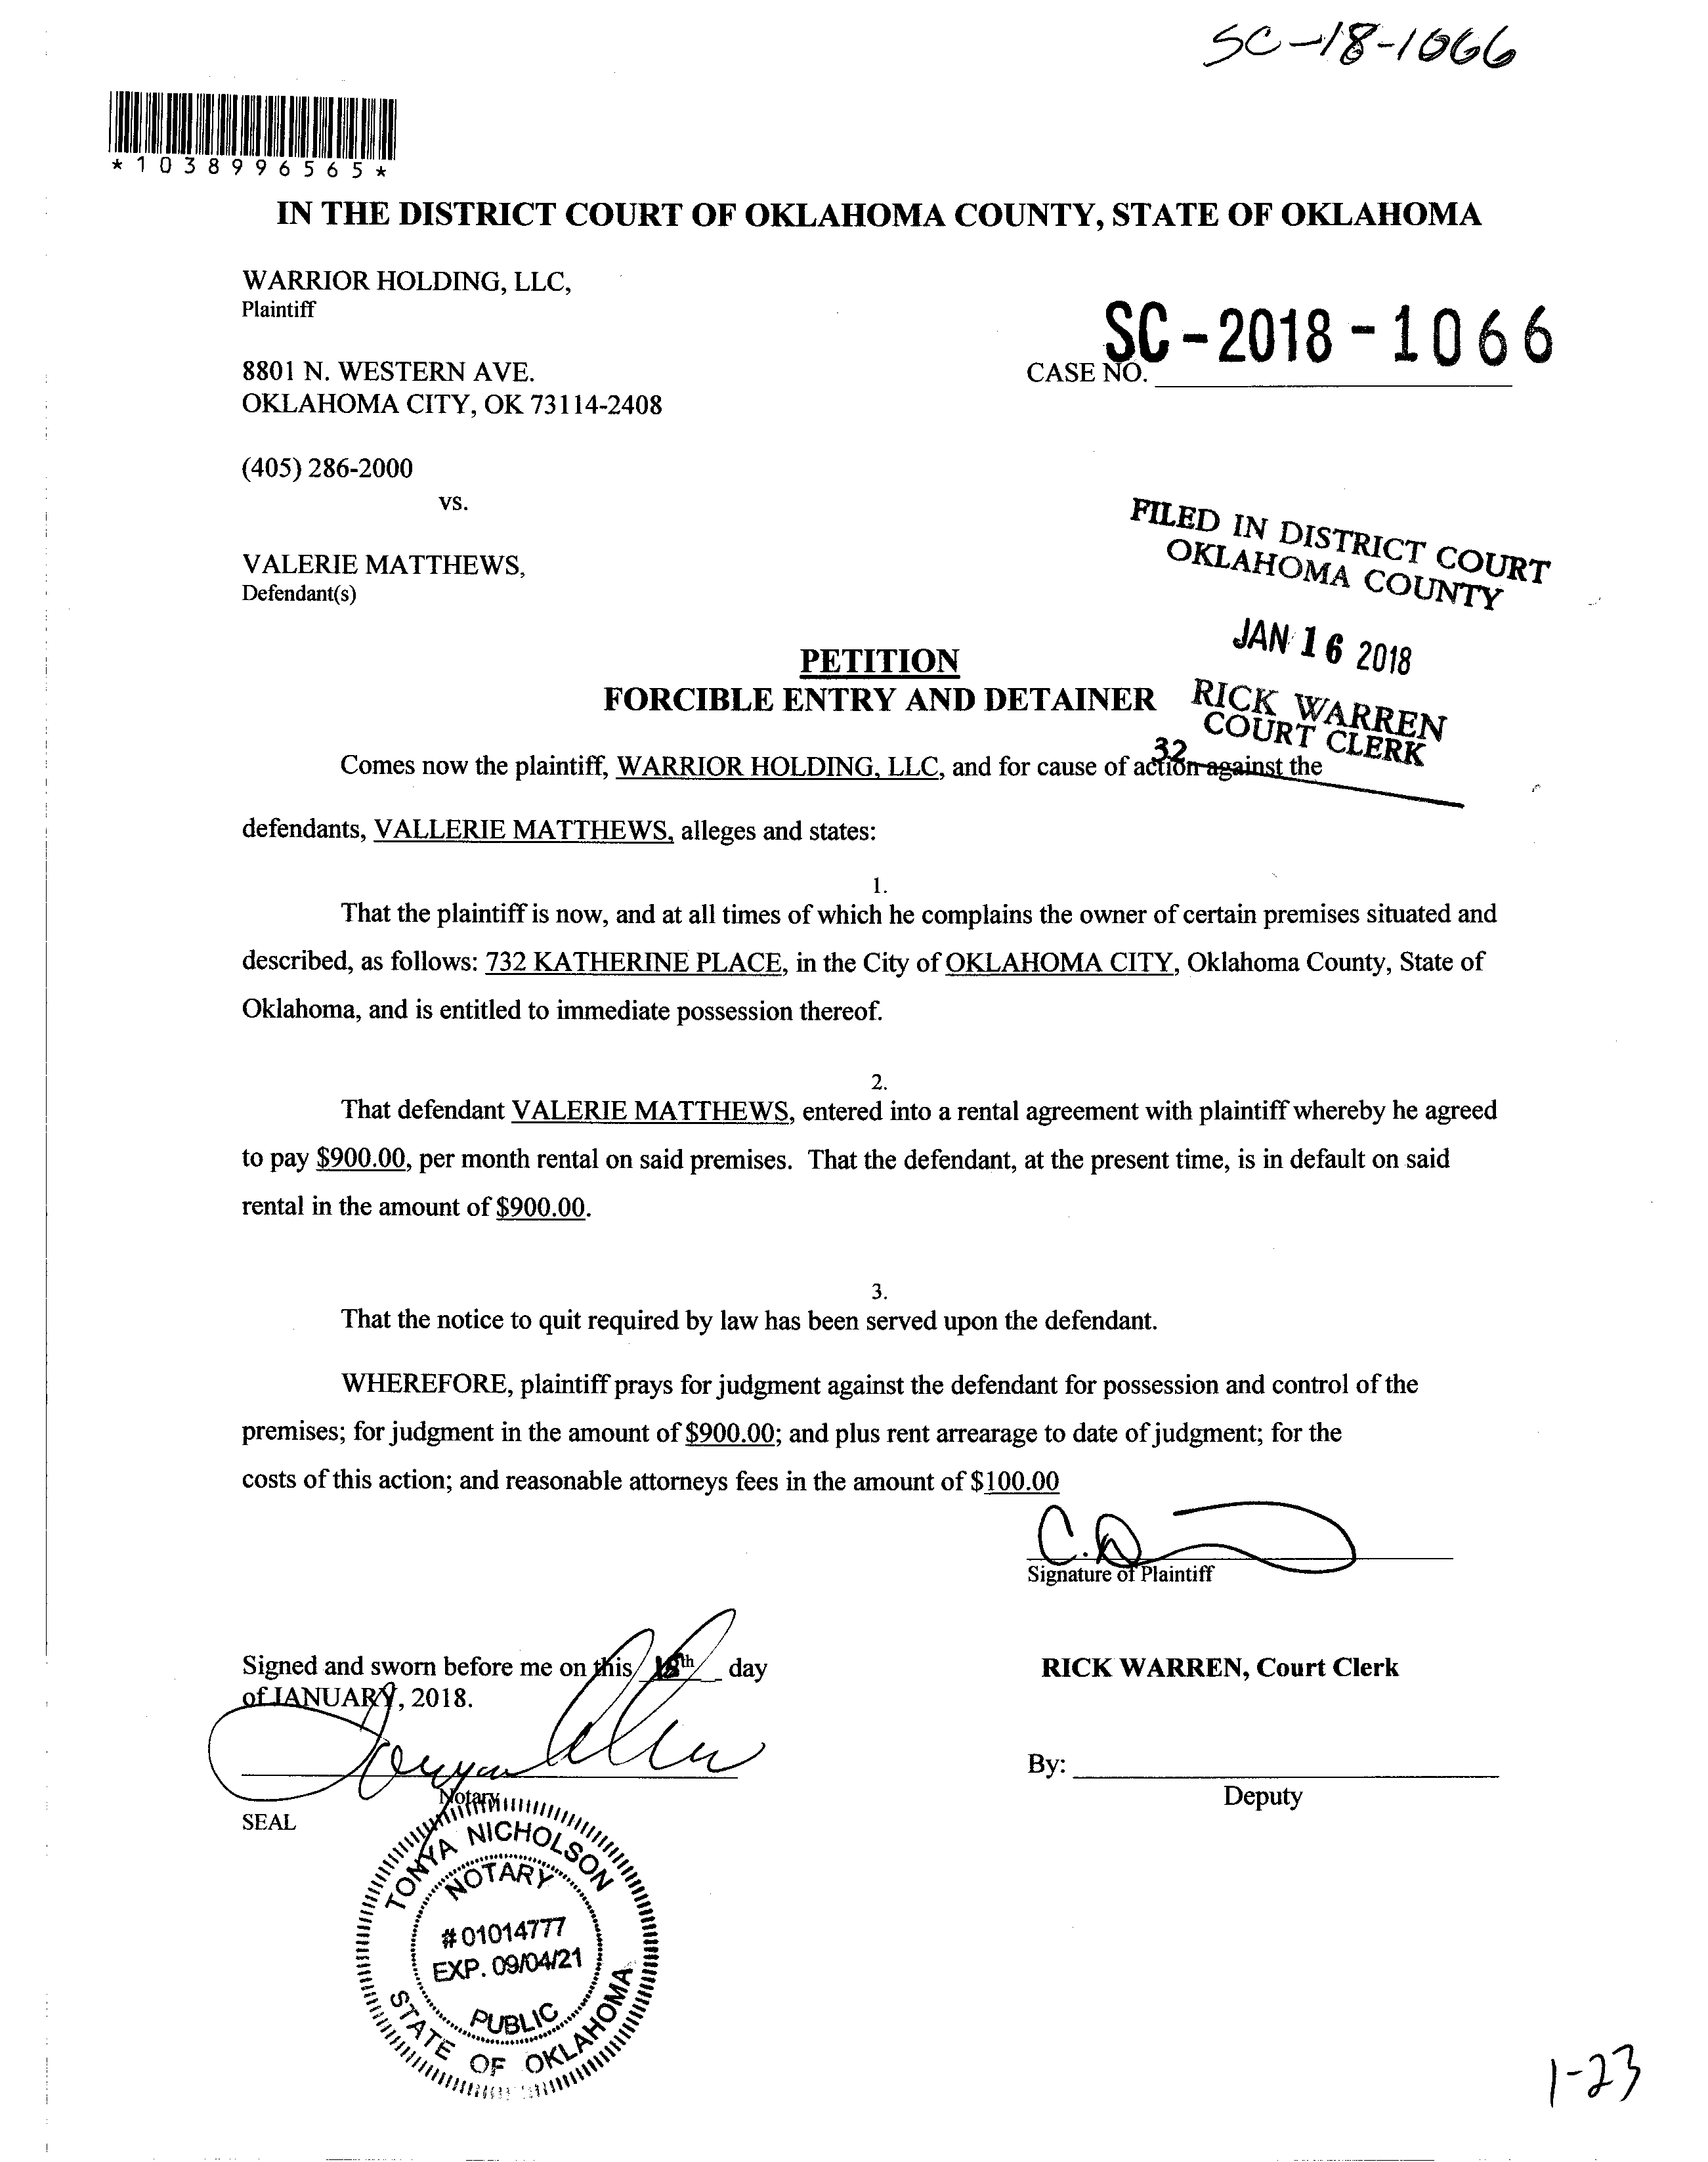 SC-18-1066
*1038996565*
IN THE DISTRICT COURT OF OKLAHOMA COUNTY, STATE OF OKLAHOMA
WARRIOR HOLDING, LLC,
Plaintiff
SC-2018-1066
8801 N. WESTERN AVE.
CASE NO.
OKLAHOMA CITY, OK 73114-2408
(405) 286-2000
vs.
FILED IN DISTRICT COURT
OKLAHOMA COUNTY
VALERIE MATTHEWS,
Defendant(s)
JAN 16 2018
PETITION
FORCIBLE ENTRY AND DETAINER
RICK WARREN
COURT CLERK
32
Comes now the plaintiff, WARRIOR HOLDING, LLC, and for cause of action against the
defendants, VALLERIE MATTHEWS, alleges and states:
1.
That the plaintiff is now, and at all times of which he complains the owner of certain premises situated and
described, as follows: 732 KATHERINE PLACE, in the City of OKLAHOMA CITY, Oklahoma County, State of
Oklahoma, and is entitled to immediate possession thereof.
2.
That defendant VALERIE MATTHEWS, entered into a rental agreement with plaintiff whereby he agreed
to pay $900.00, per month rental on said premises. That the defendant, at the present time, is in default on said
rental in the amount of $900.00.
3.
That the notice to quit required by law has been served upon the defendant.
WHEREFORE, plaintiff prays for judgment against the defendant for possession and control of the
premises; for judgment in the amount of $900.00; and plus rent arrearage to date of judgment; for the
costs of this action; and reasonable attorneys fees in the amount of $100.00
Signature of Plaintiff
Signed and sworn before me on this th day
of JANUARY, 2018.
RICK WARREN, Court Clerk
By:
Deputy
Notary
SEAL
TONYA NICHOLSON
NOTARY
#01014777
EXP. 09/04/21
PUBLIC
STATE OF OKLAHOMA
1-23